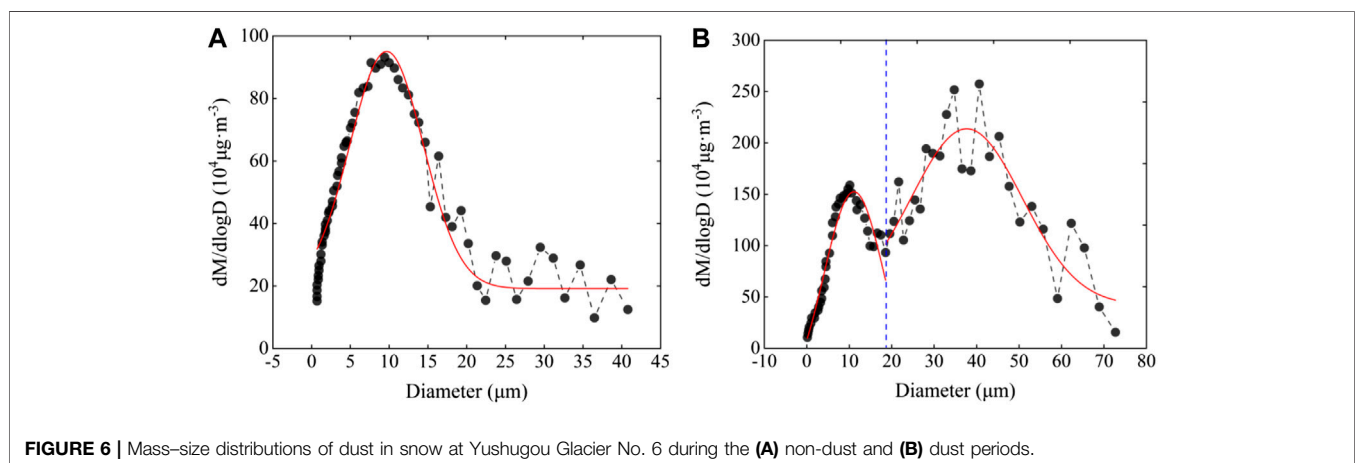 A
B
100
80
60
40
20
0
dM/dlogD (10⁴μg·m⁻³)
-5 0 5 10 15 20 25 30 35 40 45
Diameter (μm)
300
250
200
150
100
50
0
dM/dlogD (10⁴μg·m⁻³)
-10 0 10 20 30 40 50 60 70 80
Diameter (μm)
FIGURE 6 | Mass–size distributions of dust in snow at Yushugou Glacier No. 6 during the (A) non-dust and (B) dust periods.